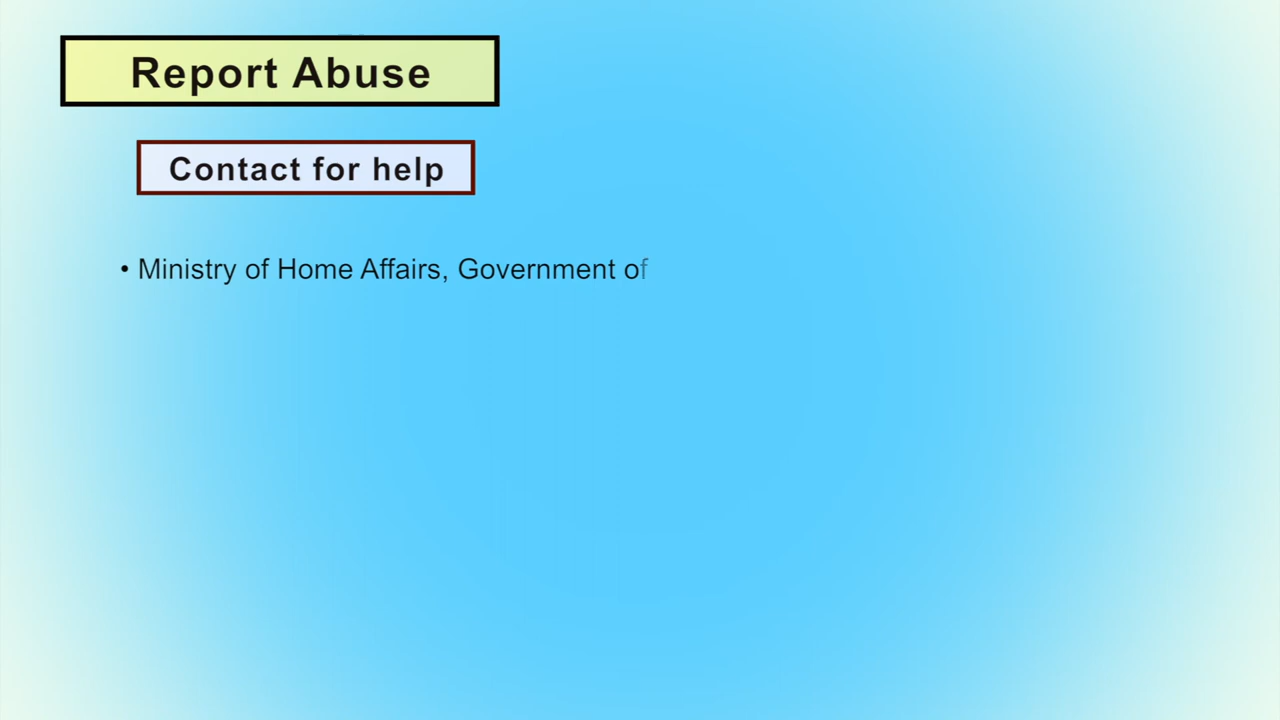 Report Abuse
Contact for help
• Ministry of Home Affairs, Government of